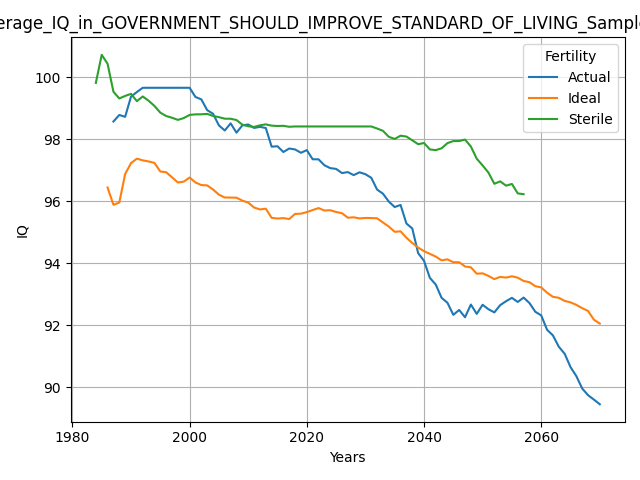 erage_IQ_in_GOVERNMENT_SHOULD_IMPROVE_STANDARD_OF_LIVING_Sample
Fertility
Actual
Ideal
Sterile
100
98
96
94
92
90
IQ
1980
2000
2020
2040
2060
Years